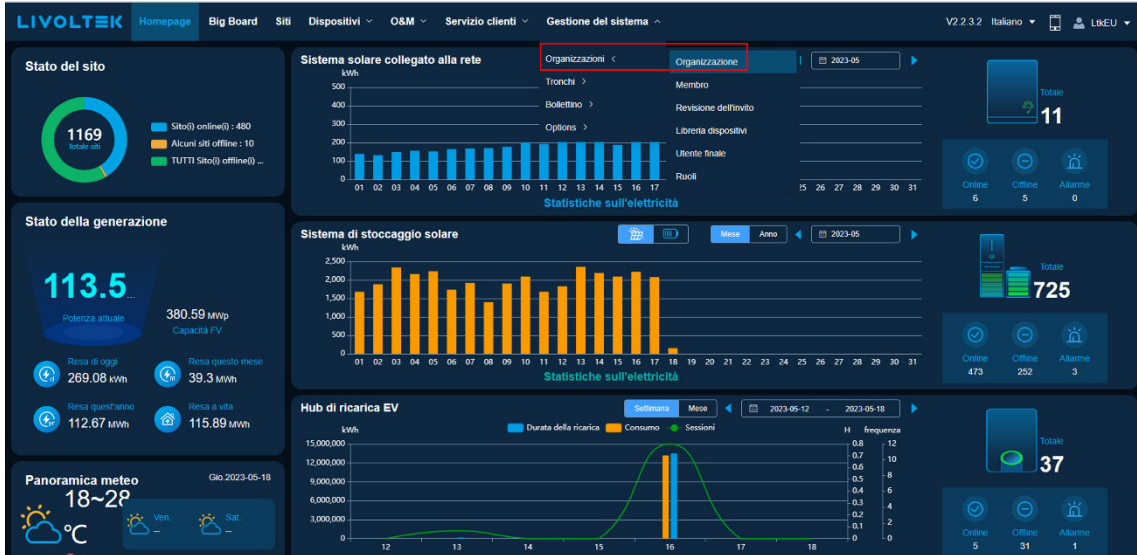 LIVOLTEK Homepage Big Board Siti Dispositivi O&M Servizio clienti Gestione del sistema V2.2.3.2 Italiano LtkEU
Stato del sito
1169
Totale siti
Sito(i) online(i) : 480
Alcuni siti offline : 10
TUTTI Sito(i) offline(i) ...
Sistema solare collegato alla rete
2023-05
Organizzazioni <
Tronchi >
Bollettino >
Options >
Organizzazione
Membro
Revisione dell'invito
Libreria dispositivi
Utente finale
Ruoli
kWh
500
400
300
200
100
0
01 02 03 04 05 06 07 08 09 10 11 12 13 14 15 16 17 25 26 27 28 29 30 31
Statistiche sull'elettricità
Totale
11
Online Offline Allarme
6 5 0
Stato della generazione
113.5...
Potenza attuale
380.59 MWp
Capacità FV
Resa di oggi
269.08 kWh
Resa questo mese
39.3 MWh
Resa quest'anno
112.67 MWh
Resa a vita
115.89 MWh
Sistema di stoccaggio solare
Mese Anno 2023-05
kWh
2,500
2,000
1,500
1,000
500
0
01 02 03 04 05 06 07 08 09 10 11 12 13 14 15 16 17 18 19 20 21 22 23 24 25 26 27 28 29 30 31
Statistiche sull'elettricità
Totale
725
Online Offline Allarme
473 252 3
Panoramica meteo
Gio.2023-05-18
18~28
°C
Ven. --
Sat. --
Hub di ricarica EV
Settimana Mese 2023-05-12 - 2023-05-18
Durata della ricarica Consumo Sessioni
kWh
H frequenza
15,000,000
12,000,000
9,000,000
6,000,000
3,000,000
0
0.8
0.7
0.6
0.5
0.4
0.3
0.2
0.1
0
12
10
8
6
4
2
0
12 13 14 15 16 17 18
Totale
37
Online Offline Allarme
5 31 1